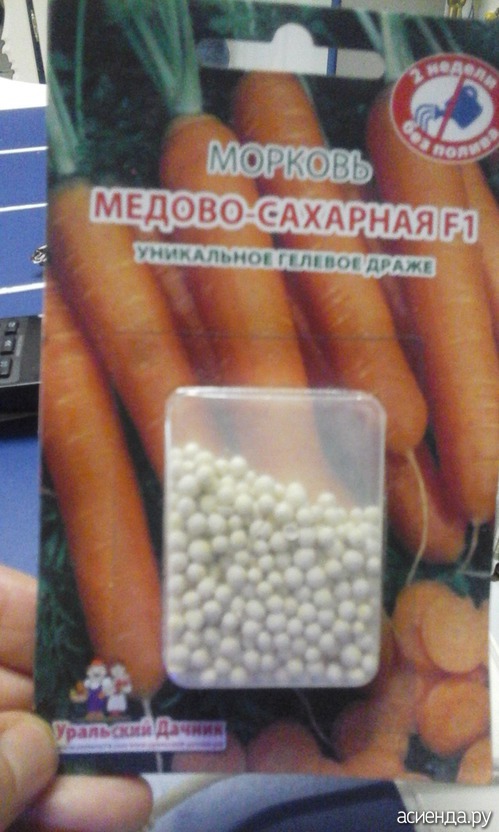 2 недели
без полива
МОРКОВЬ
МЕДОВО-САХАРНАЯ F1
УНИКАЛЬНОЕ ГЕЛЕВОЕ ДРАЖЕ
Уральский Дачник
асиенда.ру